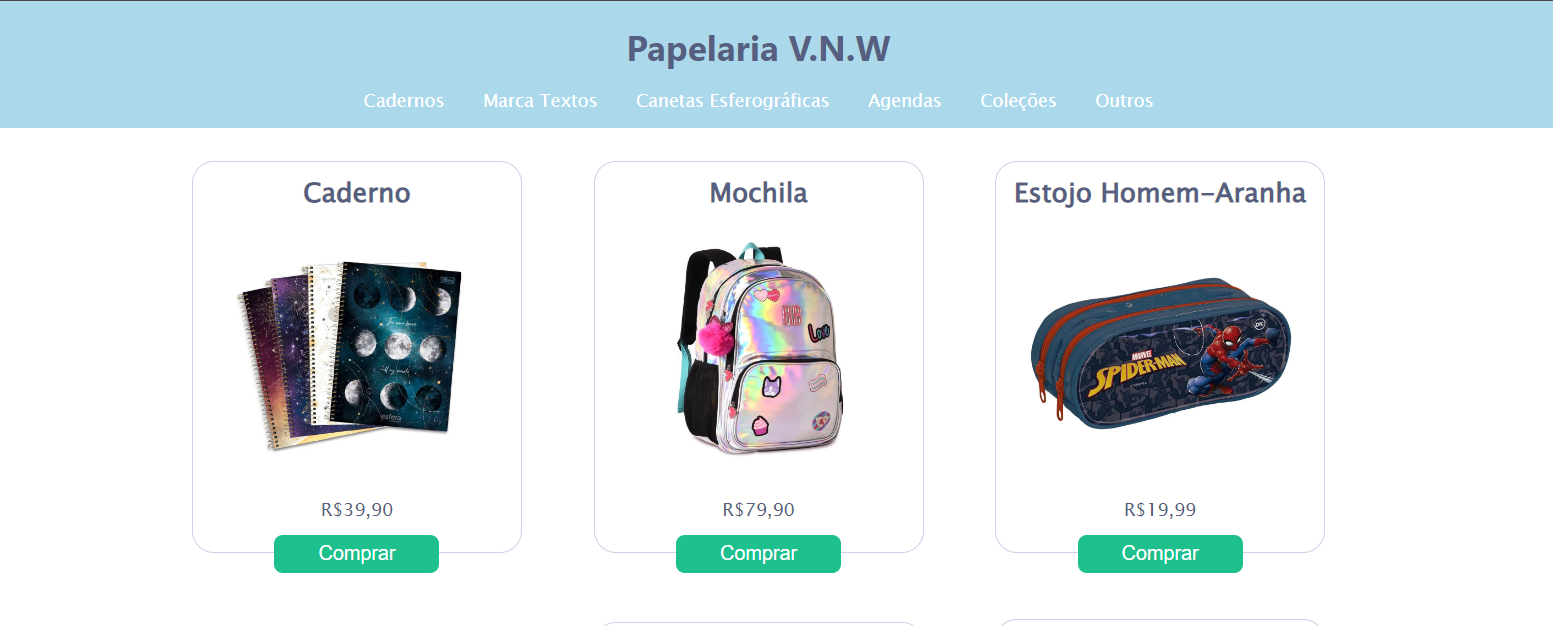 Papelaria V.N.W
Cadernos Marca Textos Canetas Esferográficas Agendas Coleções Outros
Caderno Mochila Estojo Homem-Aranha
Love
MARVEL
SPIDER-MAN
esfera
R$39,90 R$79,90 R$19,99
Comprar Comprar Comprar